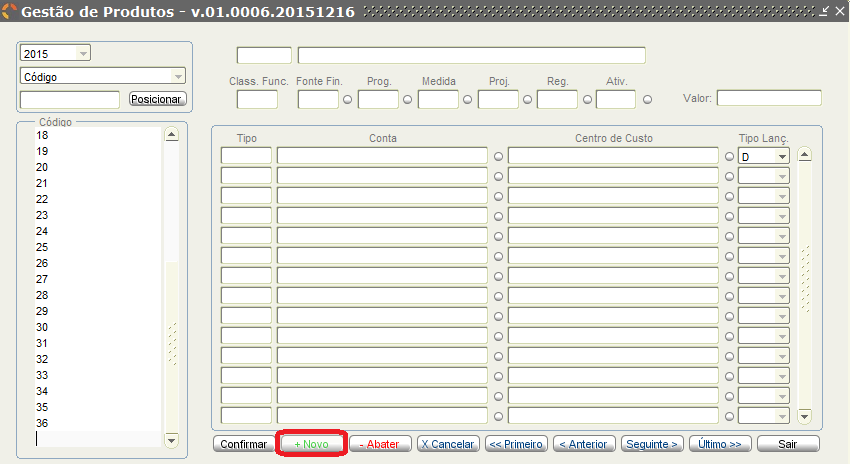 Gestão de Produtos - v.01.0006.20151216
2015
Código
Posicionar
Class. Func. Fonte Fin. Prog. Medida Proj. Reg. Ativ.
Valor:
Código
18
19
20
21
22
23
24
25
26
27
28
29
30
31
32
33
34
35
36
Tipo Conta Centro de Custo Tipo Lanç.
D
Confirmar + Novo - Abater X Cancelar << Primeiro < Anterior Seguinte > Último >> Sair